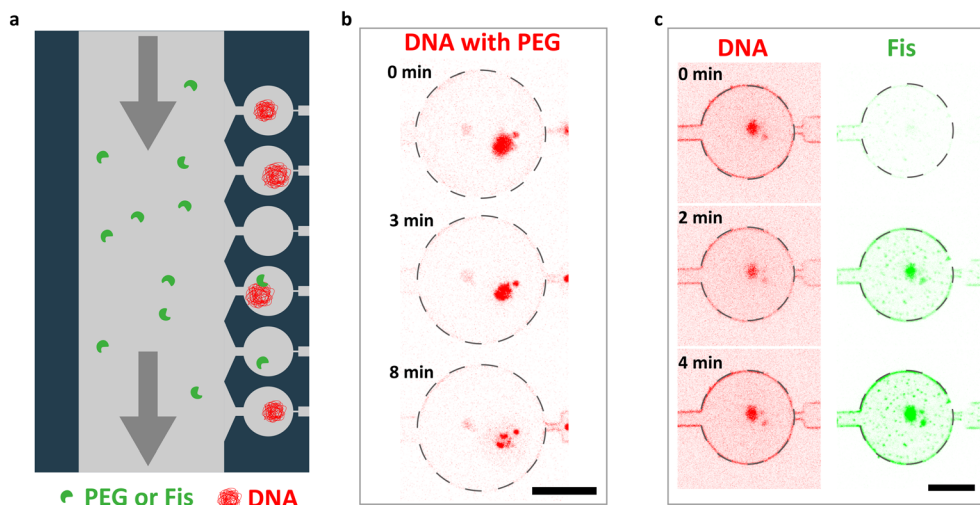 a
PEG or Fis
DNA
b
DNA with PEG
0 min
3 min
8 min
c
DNA
Fis
0 min
2 min
4 min